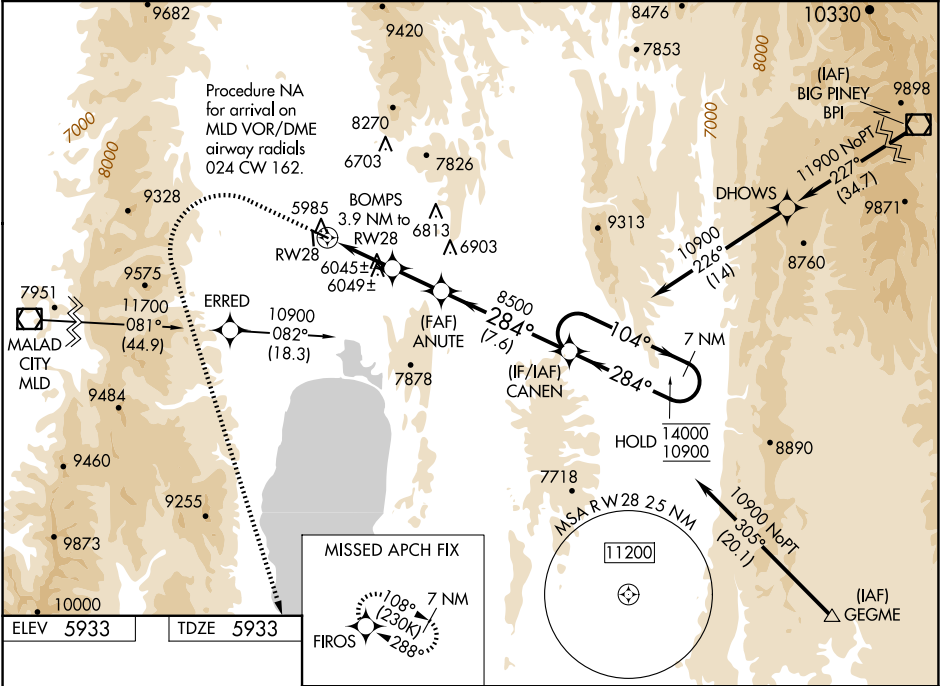 9682
9420
8476
10330
7853
8000
(IAF)
BIG PINEY
BPI
9898
Procedure NA
for arrival on
MLD VOR/DME
airway radials
024 CW 162.
7000
8000
8270
6703
7826
7000
11900 NoPT
227°
(34.7)
DHOWS
9871
9328
5985
RW28
BOMPS
3.9 NM to
RW28
6813
6903
9313
10900
226°
(14)
8760
6045±
6049±
9575
7951
11700
081°
(44.9)
ERRED
10900
082°
(18.3)
MALAD
CITY
MLD
(FAF)
ANUTE
8500
284°
(7.6)
104°
7 NM
284°
(IF/IAF)
CANEN
7878
9484
HOLD
14000
10900
8890
9460
7718
9255
9873
MSA RW28 25 NM
11200
10900 NoPT
305°
(20.1)
(IAF)
GEGME
10000
MISSED APCH FIX
108°
(230K)
7 NM
288°
FIROS
ELEV 5933
TDZE 5933